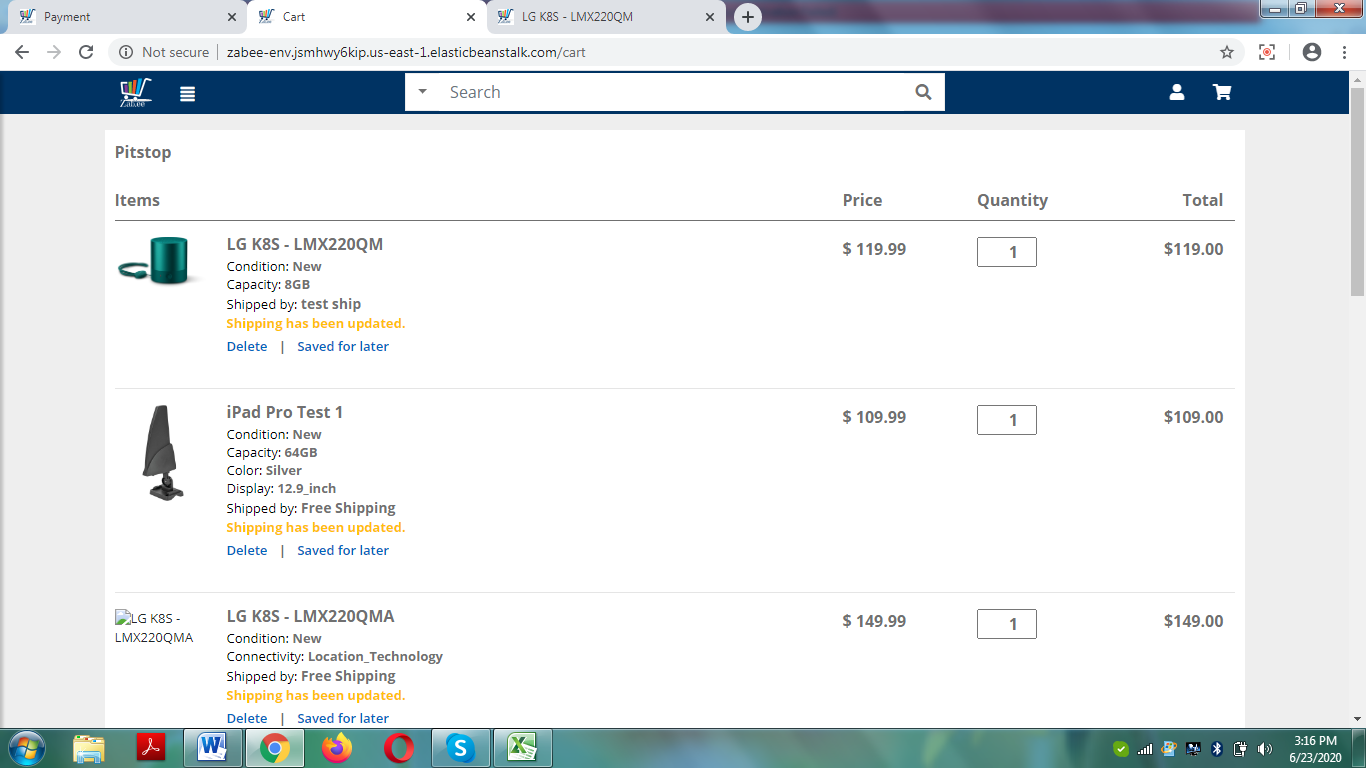 Payment
Cart
LG K8S - LMX220QM
Not secure | zabee-env.jsmhwy6kip.us-east-1.elasticbeanstalk.com/cart
Zab.ee
Search
Pitstop
Items Price Quantity Total
LG K8S - LMX220QM $ 119.99 1 $119.00
Condition: New
Capacity: 8GB
Shipped by: test ship
Shipping has been updated.
Delete | Saved for later
iPad Pro Test 1 $ 109.99 1 $109.00
Condition: New
Capacity: 64GB
Color: Silver
Display: 12.9_inch
Shipped by: Free Shipping
Shipping has been updated.
Delete | Saved for later
LG K8S -
LMX220QMA
LG K8S - LMX220QMA $ 149.99 1 $149.00
Condition: New
Connectivity: Location_Technology
Shipped by: Free Shipping
Shipping has been updated.
Delete | Saved for later
3:16 PM
6/23/2020